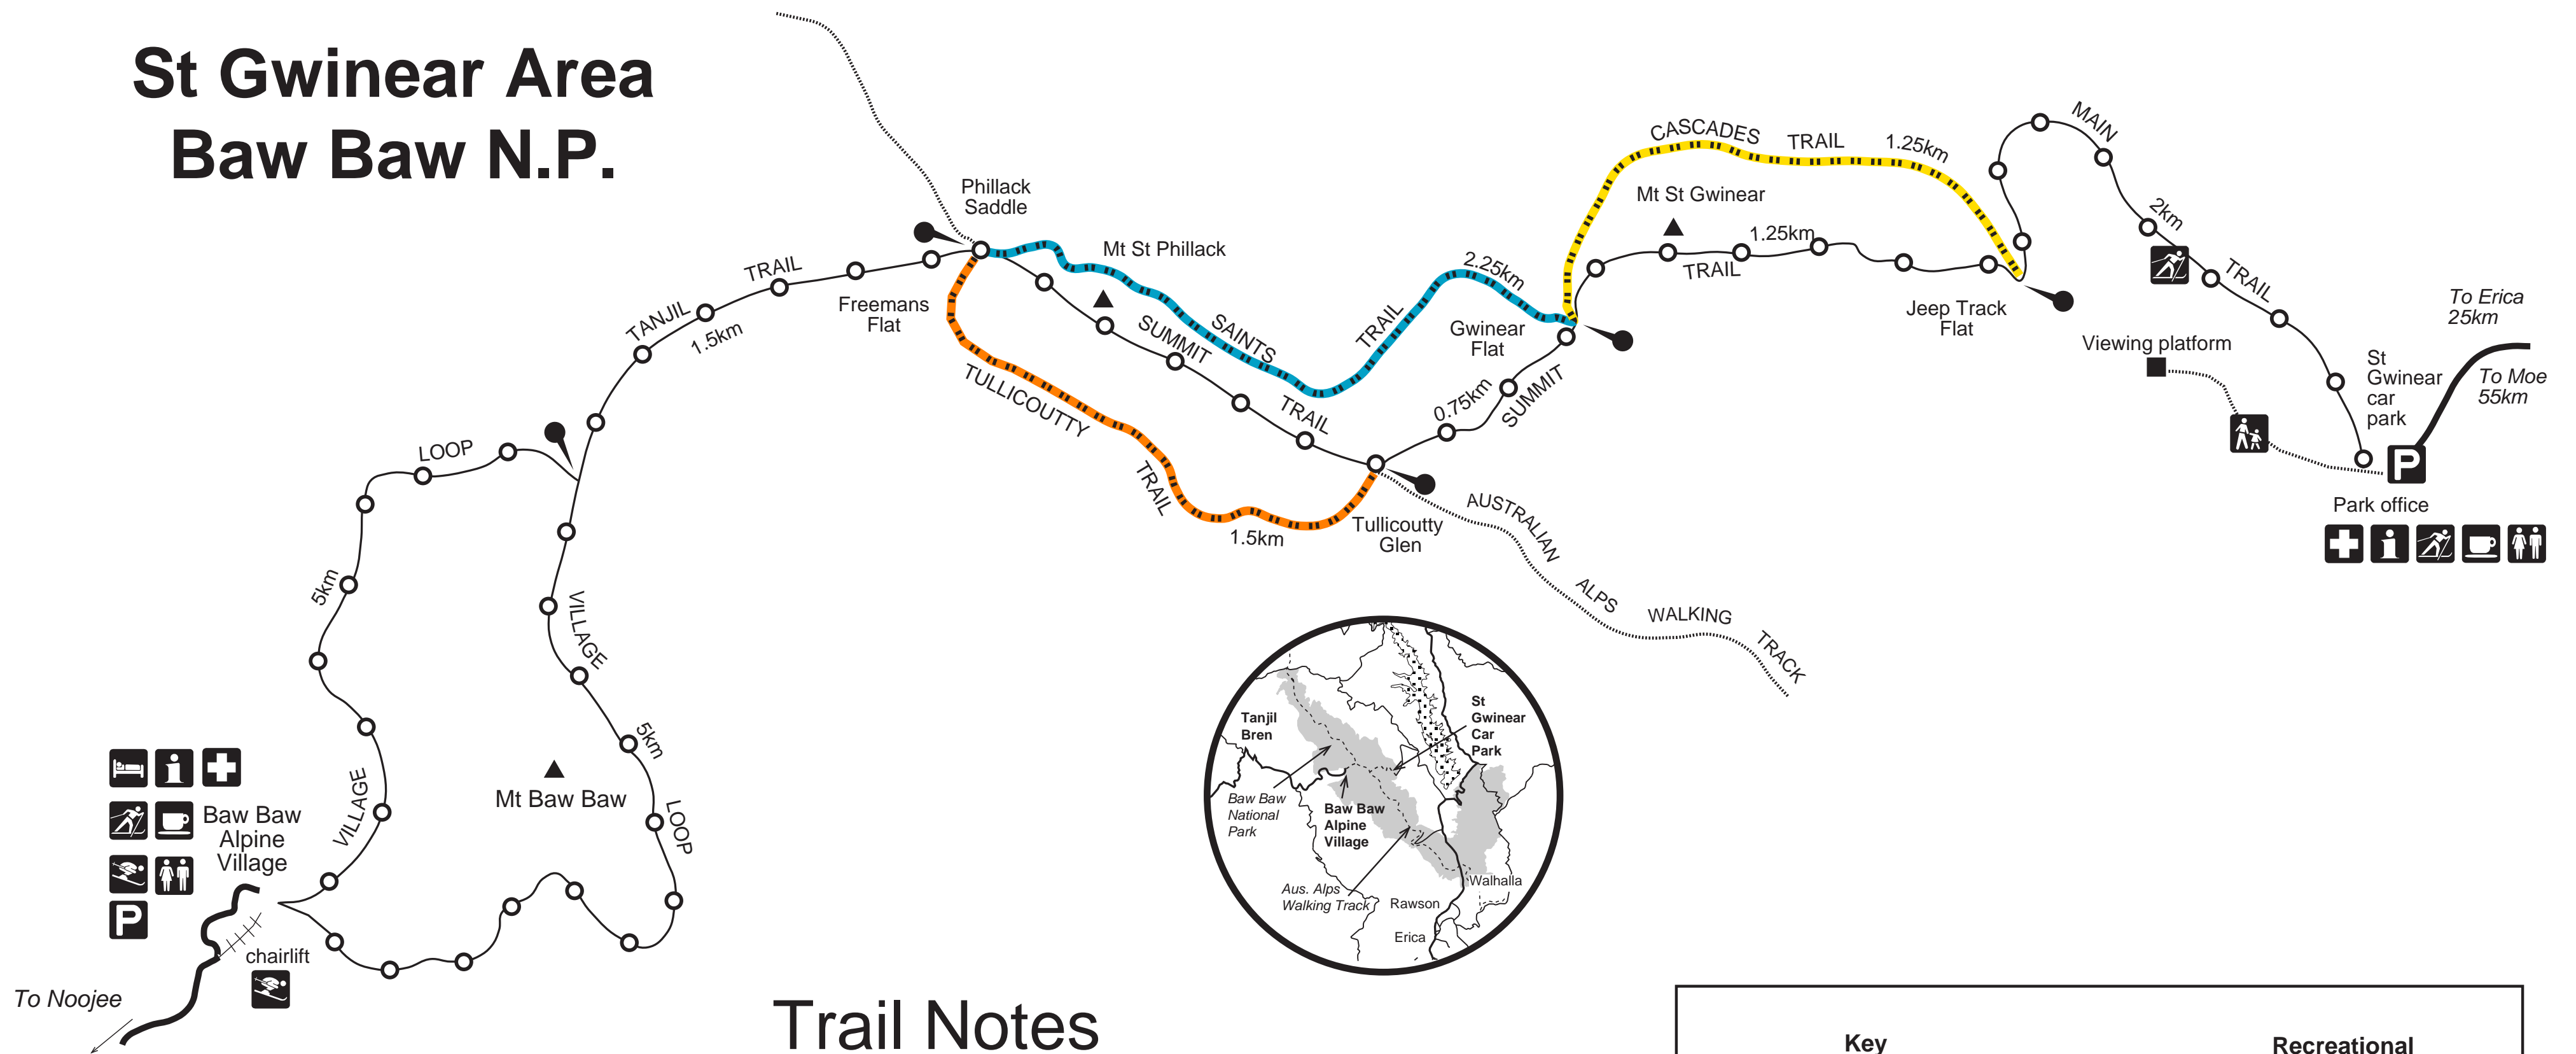 St Gwinear Area
Baw Baw N.P.
Phillack
Saddle
Mt St Phillack
Freemans
Flat
TANJIL
TRAIL
1.5km
SAINTS
TRAIL
2.25km
SUMMIT
TRAIL
TULLICOUTTY
TRAIL
1.5km
Tullicoutty
Glen
0.75km
SUMMIT
Gwinear
Flat
CASCADES
TRAIL
1.25km
Mt St Gwinear
TRAIL
1.25km
Jeep Track
Flat
MAIN
2km
TRAIL
Viewing platform
To Erica
25km
To Moe
55km
St
Gwinear
car
park
P
Park office
AUSTRALIAN
ALPS
WALKING
TRACK
LOOP
5km
VILLAGE
VILLAGE
5km
LOOP
Mt Baw Baw
Baw Baw
Alpine
Village
P
chairlift
To Noojee
Tanjil
Bren
St
Gwinear
Car
Park
Baw Baw
National
Park
Baw Baw
Alpine
Village
Aus. Alps
Walking Track
Walhalla
Rawson
Erica
Trail Notes
Key
Recreational